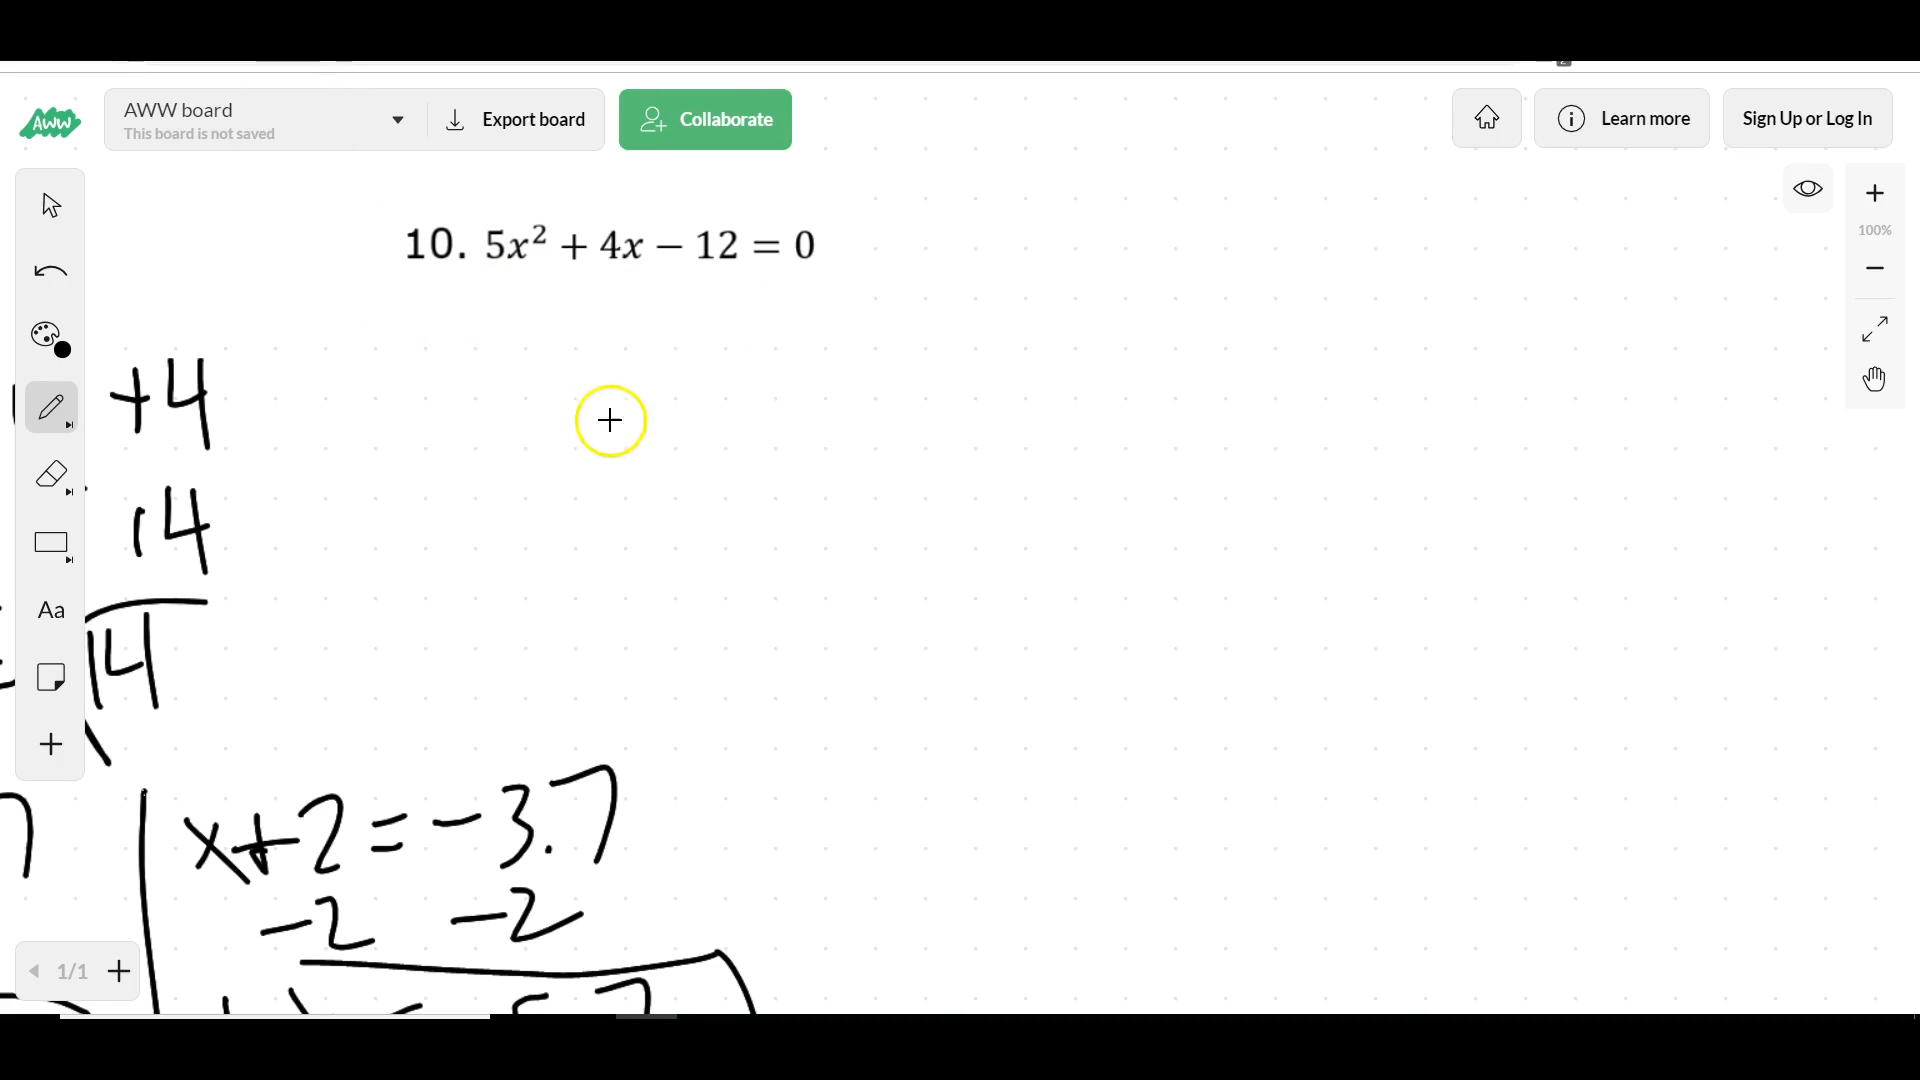 AWW
AWW board
This board is not saved
Export board
Collaborate
Learn more
Sign Up or Log In
100%
10. 5x² + 4x − 12 = 0
+4
14
14
Aa
x+2=-3.7
-2 -2
1/1